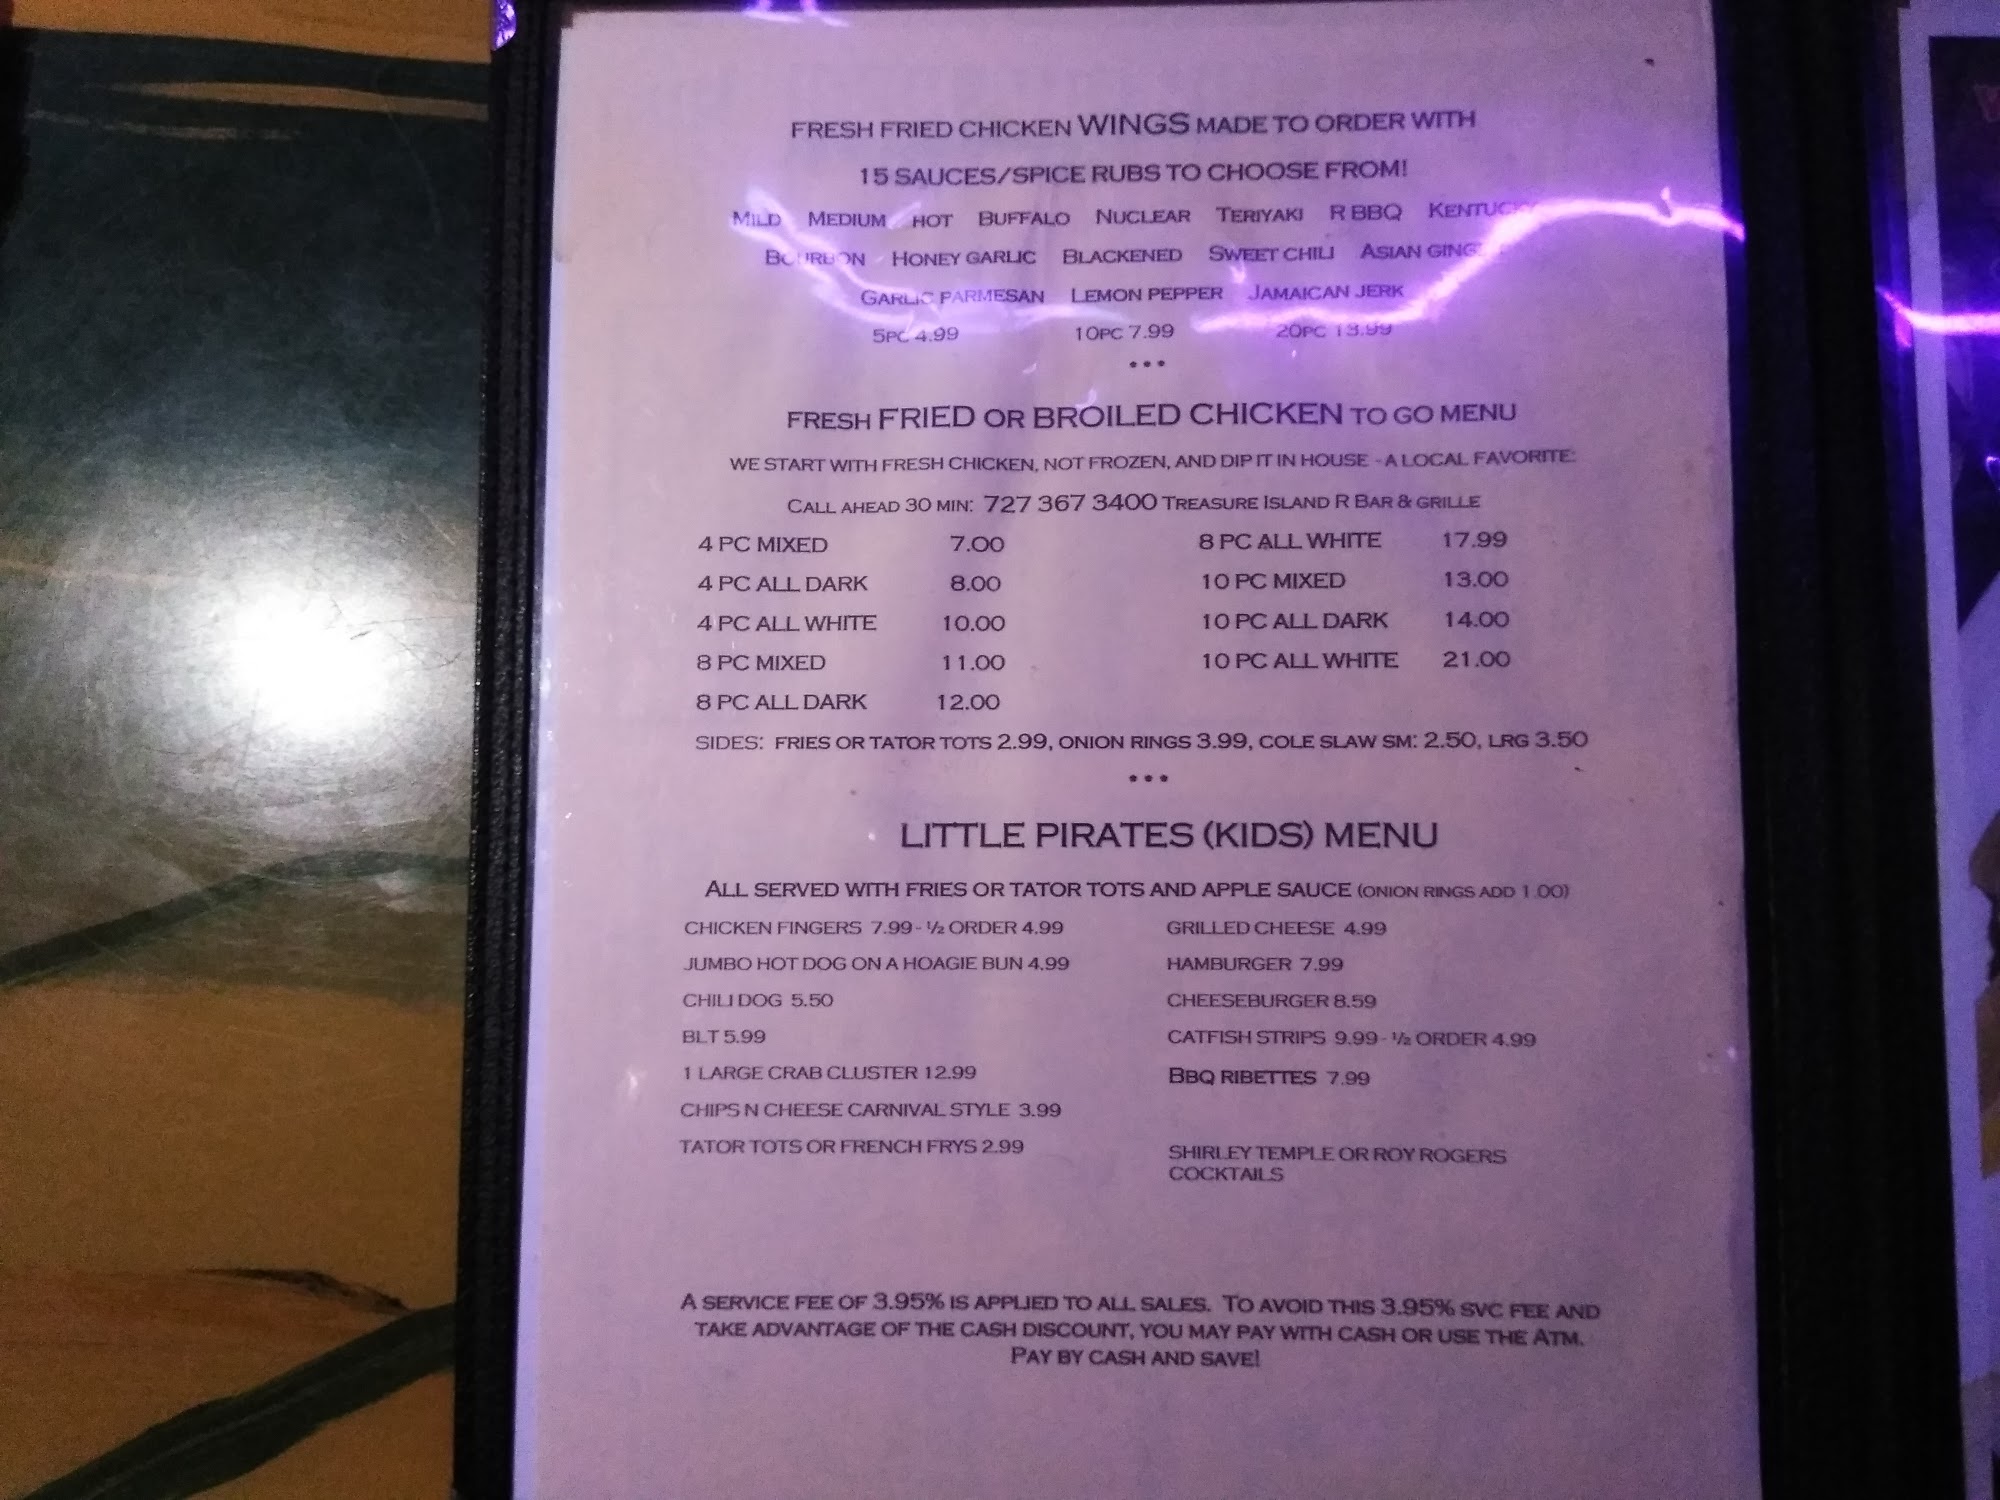 FRESH FRIED CHICKEN WINGS MADE TO ORDER WITH
15 SAUCES/SPICE RUBS TO CHOOSE FROM!
MILD MEDIUM HOT BUFFALO NUCLEAR TERIYAKI R BBQ KENTUCKY
BOURBON HONEY GARLIC BLACKENED SWEET CHILI ASIAN
GARLIC PARMESAN LEMON PEPPER JAMAICAN JERK
5PC 4.99 10PC 7.99 20PC 13.99
•••
FRESH FRIED OR BROILED CHICKEN TO GO MENU
WE START WITH FRESH CHICKEN, NOT FROZEN, AND DIP IT IN HOUSE - A LOCAL FAVORITE:
CALL AHEAD 30 MIN: 727 367 3400 TREASURE ISLAND R BAR & GRILLE
4 PC MIXED 7.00 8 PC ALL WHITE 17.99
4 PC ALL DARK 8.00 10 PC MIXED 13.00
4 PC ALL WHITE 10.00 10 PC ALL DARK 14.00
8 PC MIXED 11.00 10 PC ALL WHITE 21.00
8 PC ALL DARK 12.00
SIDES: FRIES OR TATOR TOTS 2.99, ONION RINGS 3.99, COLE SLAW SM: 2.50, LRG 3.50
•••
LITTLE PIRATES (KIDS) MENU
ALL SERVED WITH FRIES OR TATOR TOTS AND APPLE SAUCE (ONION RINGS ADD 1.00)
CHICKEN FINGERS 7.99 - ½ ORDER 4.99 GRILLED CHEESE 4.99
JUMBO HOT DOG ON A HOAGIE BUN 4.99 HAMBURGER 7.99
CHILI DOG 5.50 CHEESEBURGER 8.59
BLT 5.99 CATFISH STRIPS 9.99 - ½ ORDER 4.99
1 LARGE CRAB CLUSTER 12.99 BBQ RIBETTES 7.99
CHIPS N CHEESE CARNIVAL STYLE 3.99
TATOR TOTS OR FRENCH FRYS 2.99 SHIRLEY TEMPLE OR ROY ROGERS
COCKTAILS
A SERVICE FEE OF 3.95% IS APPLIED TO ALL SALES. TO AVOID THIS 3.95% SVC FEE AND
TAKE ADVANTAGE OF THE CASH DISCOUNT, YOU MAY PAY WITH CASH OR USE THE ATM.
PAY BY CASH AND SAVE!